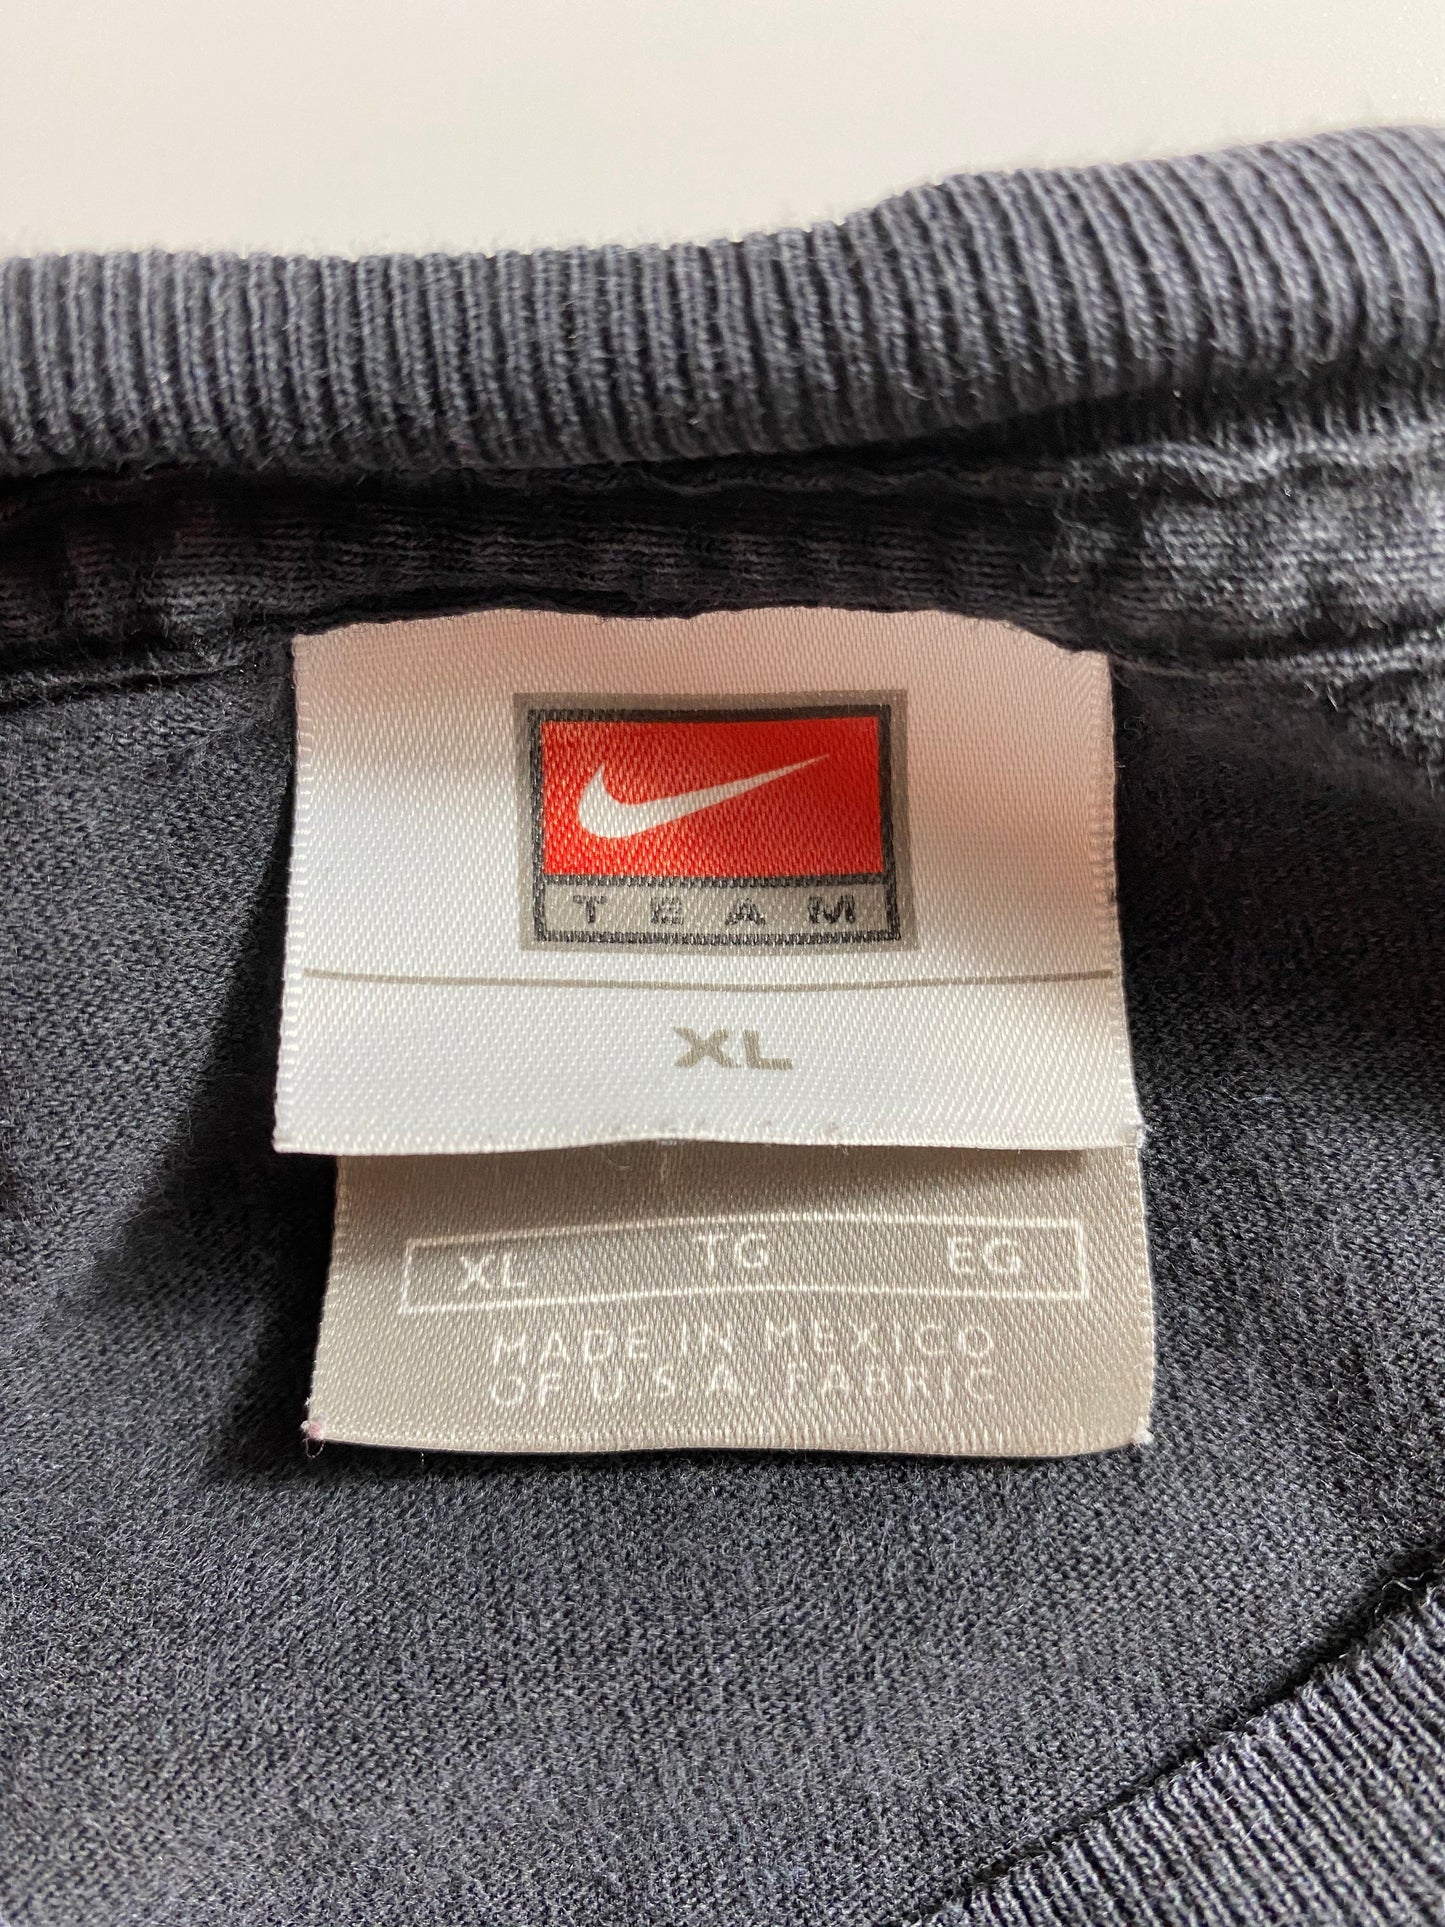 TEAM
XL
XL TG EG
MADE IN MEXICO
OF U.S.A. FABRIC